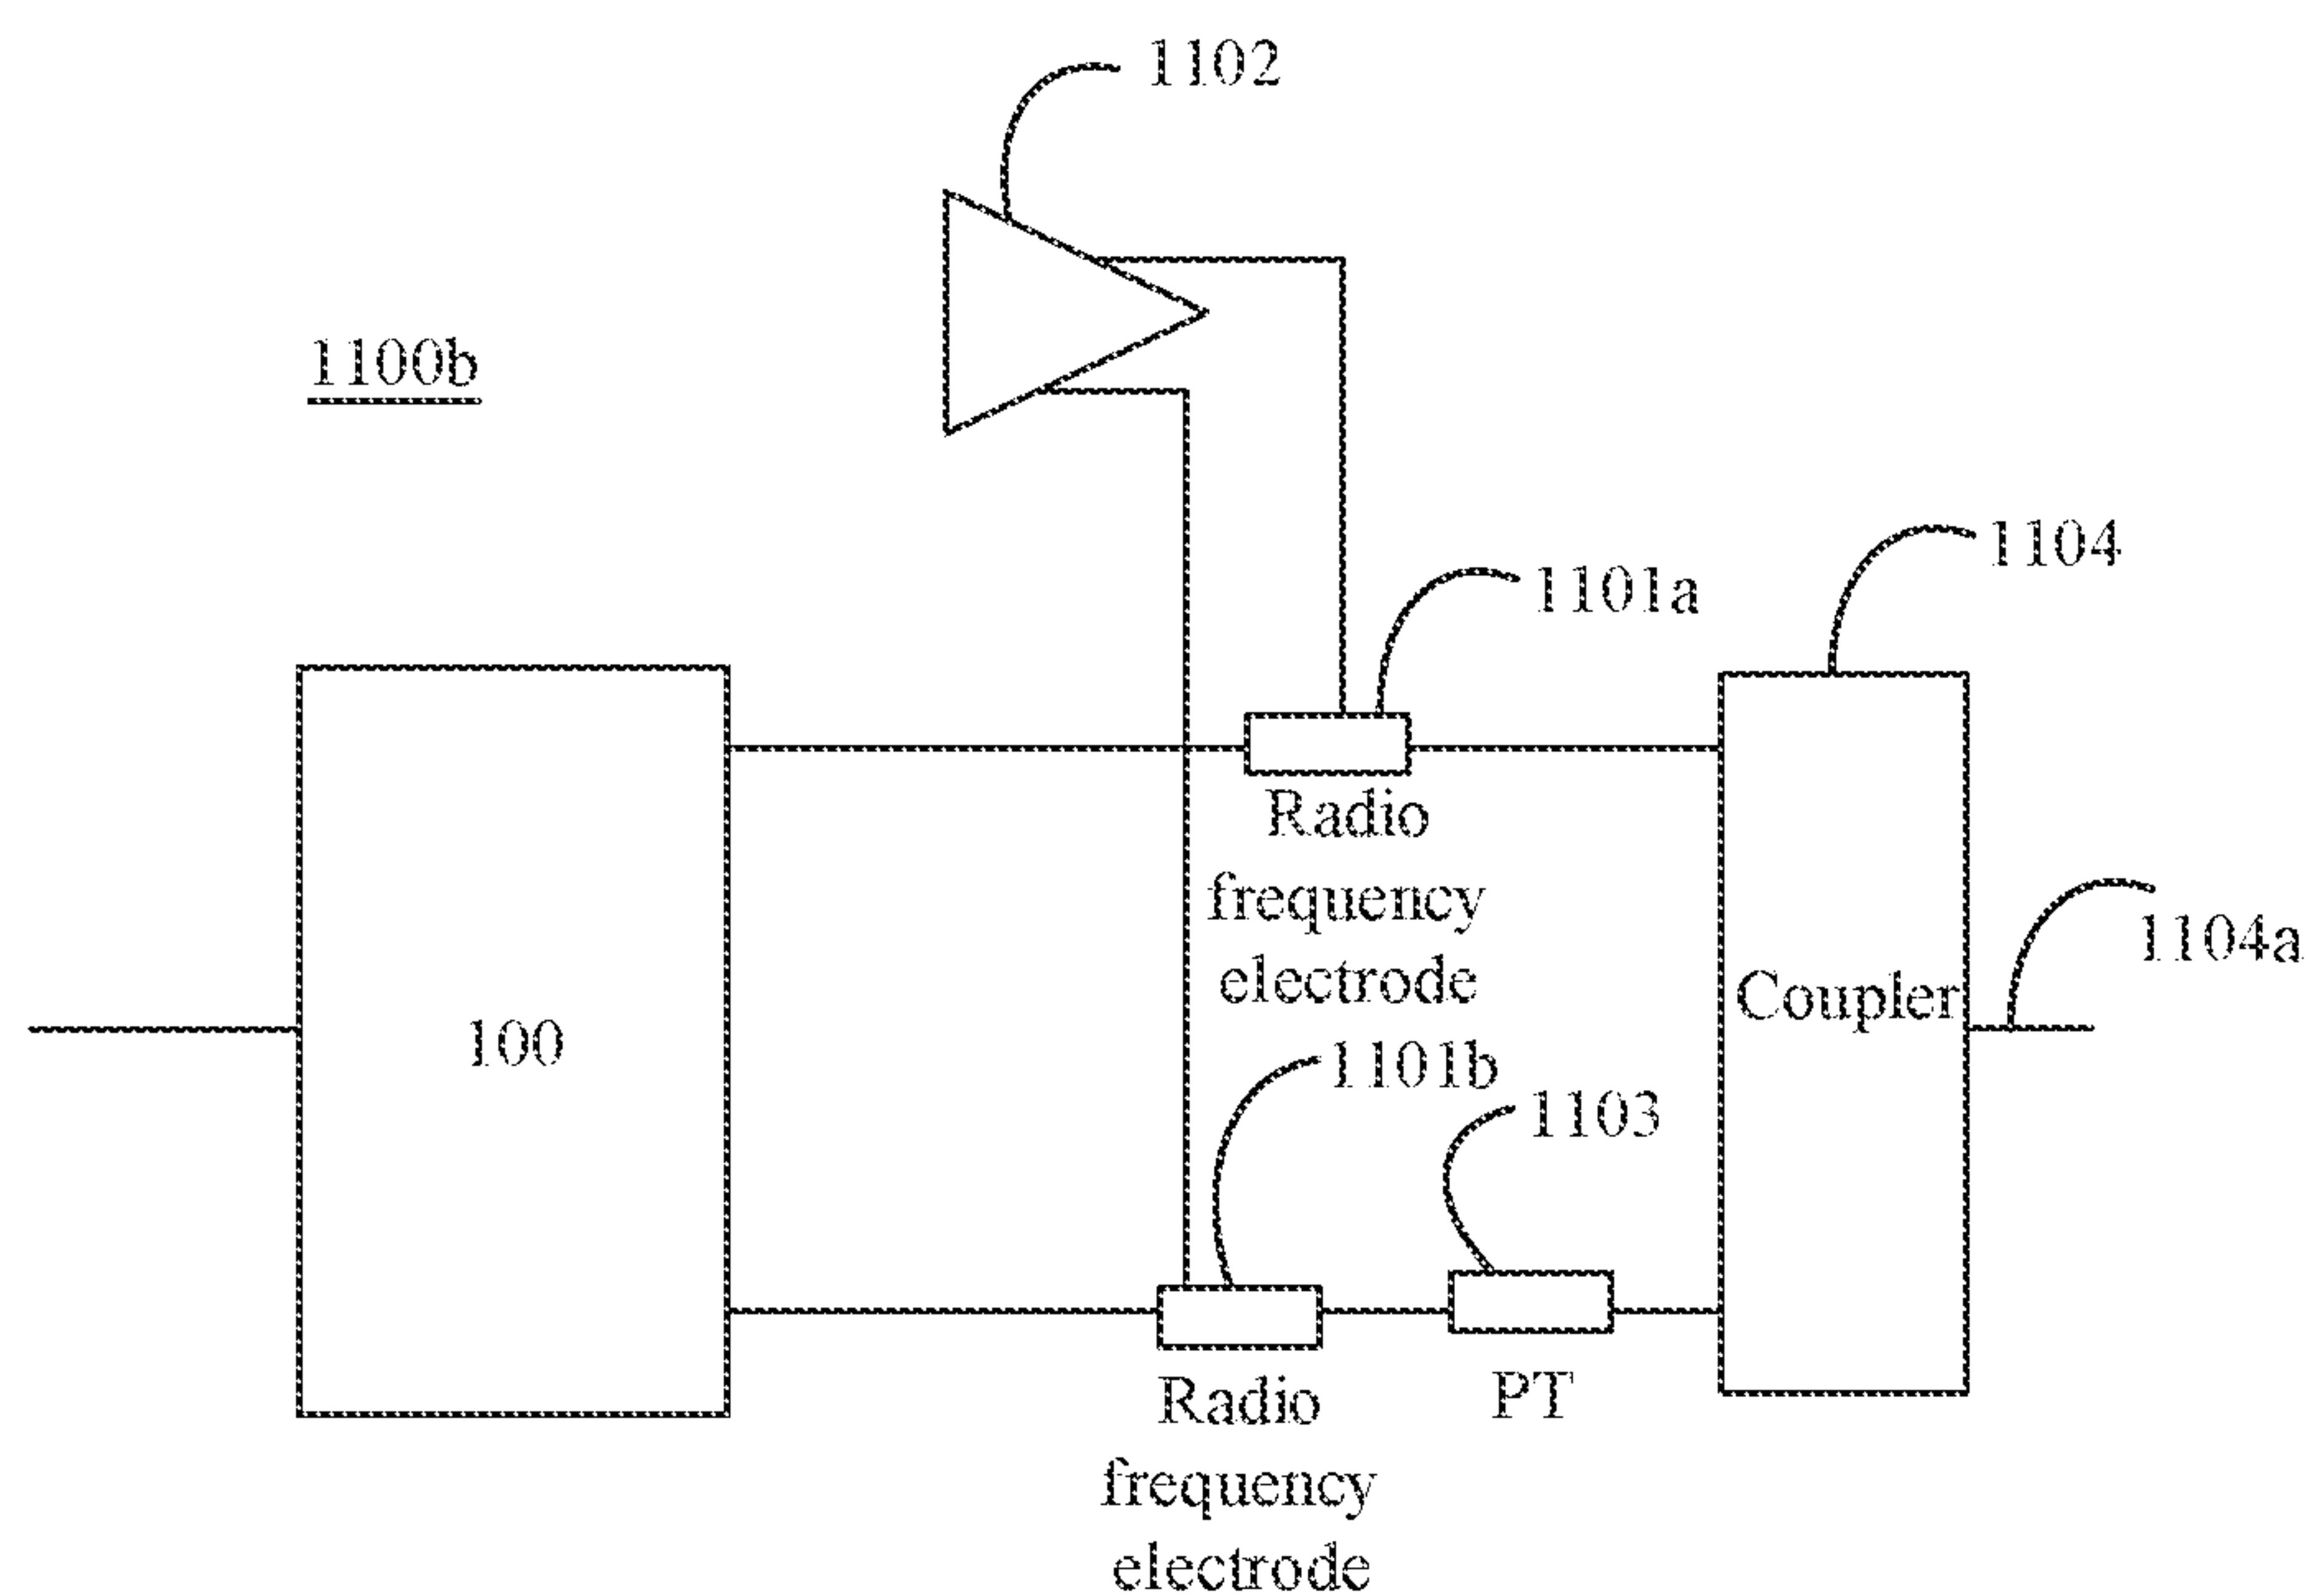 1102
1100b
1104
1101a
Radio
frequency
electrode
1104a
Coupler
100
1101b
1103
Radio
frequency
electrode
PT